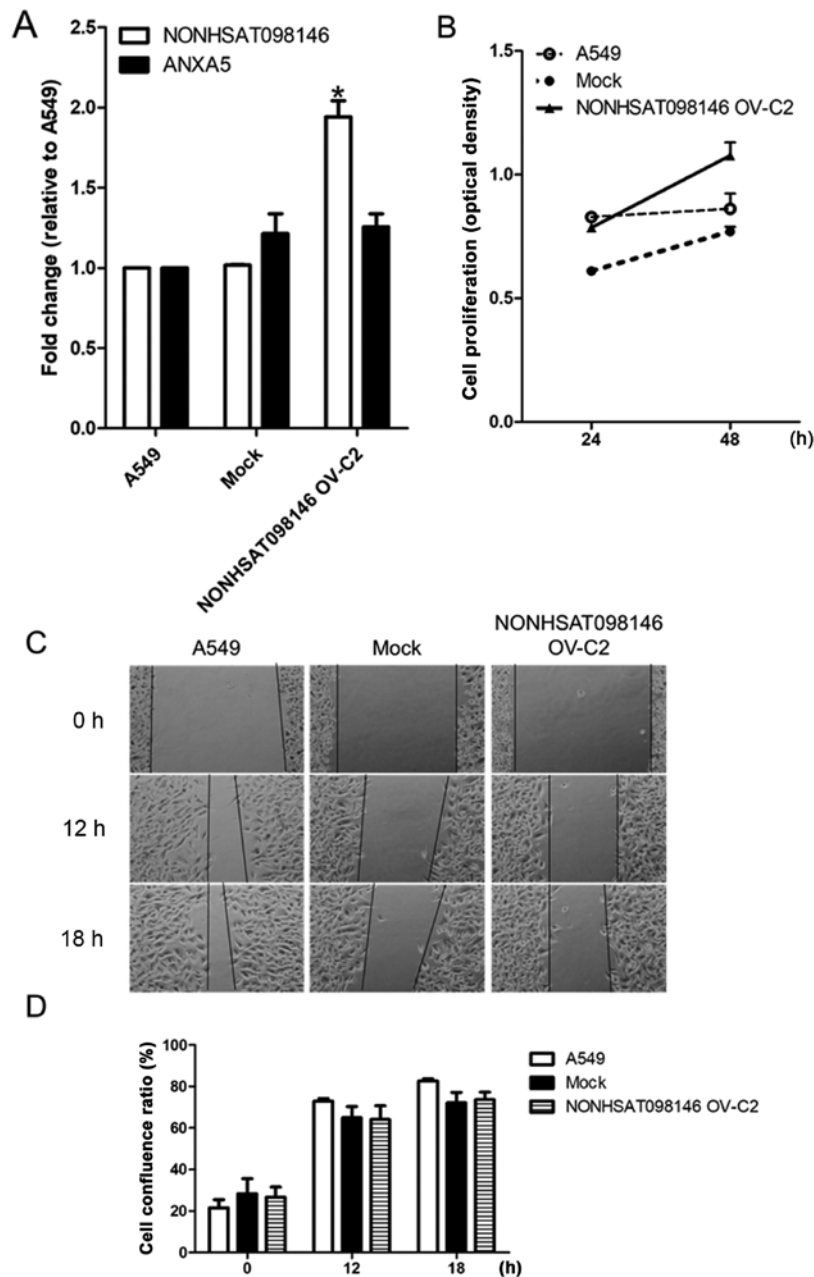 A
NONHSAT098146
ANXA5
Fold change (relative to A549)
2.5
2.0
1.5
1.0
0.5
0.0
*
A549
Mock
NONHSAT098146 OV-C2
B
A549
Mock
NONHSAT098146 OV-C2
Cell proliferation (optical density)
1.5
1.0
0.5
0.0
24
48
(h)
C
A549
Mock
NONHSAT098146
OV-C2
0 h
12 h
18 h
D
Cell confluence ratio (%)
100
80
60
40
20
0
0
12
18
(h)
A549
Mock
NONHSAT098146 OV-C2